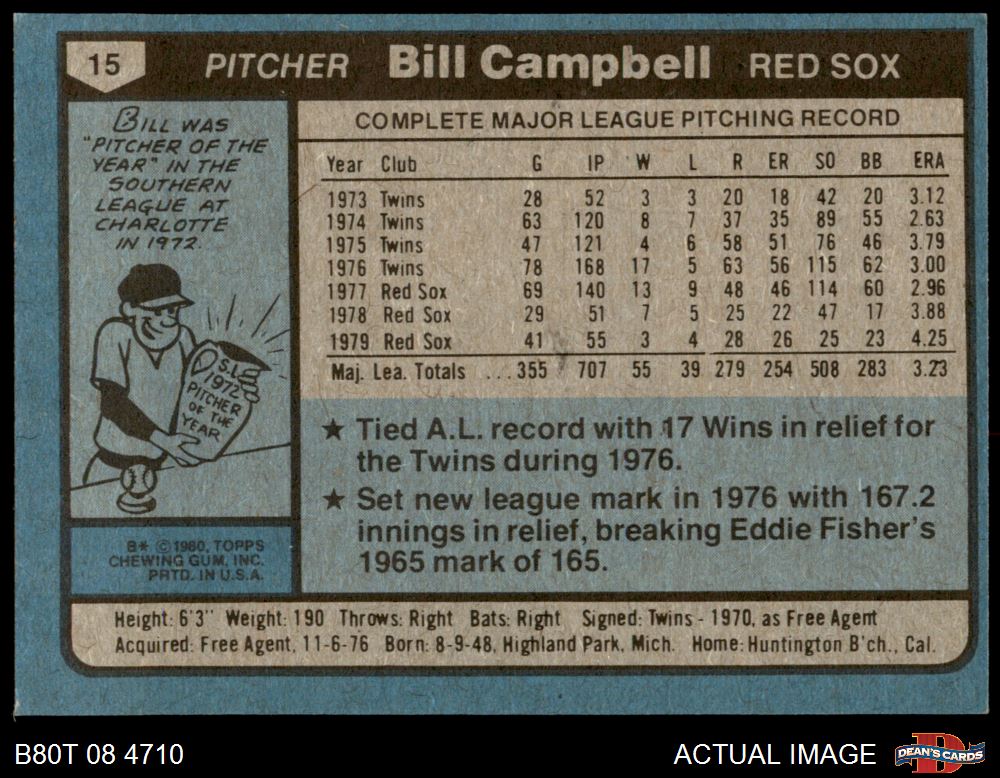 15 PITCHER Bill Campbell RED SOX
BILL WAS
"PITCHER OF THE
YEAR" IN THE
SOUTHERN
LEAGUE AT
CHARLOTTE
IN 1972.
S.L.
1972
PITCHER
OF THE
YEAR
B* © 1980, TOPPS
CHEWING GUM, INC.
PRTD. IN U.S.A.
COMPLETE MAJOR LEAGUE PITCHING RECORD
Year Club G IP W L R ER SO BB ERA
1973 Twins 28 52 3 3 20 18 42 20 3.12
1974 Twins 63 120 8 7 37 35 89 55 2.63
1975 Twins 47 121 4 6 58 51 76 46 3.79
1976 Twins 78 168 17 5 63 56 115 62 3.00
1977 Red Sox 69 140 13 9 48 46 114 60 2.96
1978 Red Sox 29 51 7 5 25 22 47 17 3.88
1979 Red Sox 41 55 3 4 28 26 25 23 4.25
Maj. Lea. Totals ...355 707 55 39 279 254 508 283 3.23
★ Tied A.L. record with 17 Wins in relief for
the Twins during 1976.
★ Set new league mark in 1976 with 167.2
innings in relief, breaking Eddie Fisher's
1965 mark of 165.
Height: 6'3" Weight: 190 Throws: Right Bats: Right Signed: Twins - 1970, as Free Agent
Acquired: Free Agent, 11-6-76 Born: 8-9-48, Highland Park, Mich. Home: Huntington B'ch., Cal.
B80T 08 4710 ACTUAL IMAGE DEAN'S CARDS